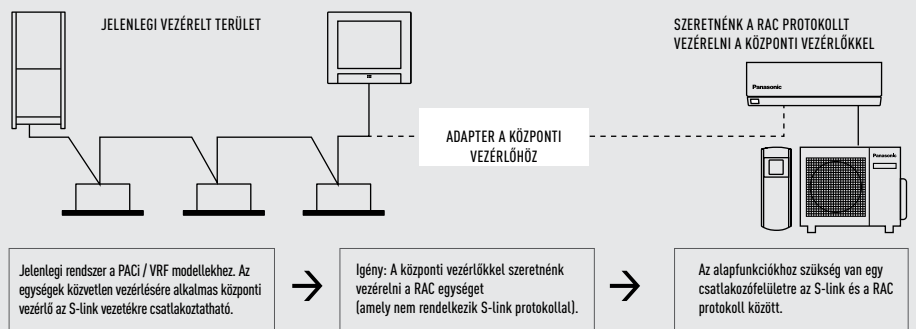 JELENLEGI VEZÉRELT TERÜLET
SZERETNÉNK A RAC PROTOKOLLT
VEZÉRELNI A KÖZPONTI VEZÉRLŐKKEL
Panasonic
ADAPTER A KÖZPONTI
VEZÉRLŐHÖZ
Panasonic
Jelenlegi rendszer a PACi / VRF modellekhez. Az
egységek közvetlen vezérlésére alkalmas központi
vezérlő az S-link vezetékre csatlakoztatható.
Igény: A központi vezérlőkkel szeretnénk
vezérelni a RAC egységet
(amely nem rendelkezik S-link protokollal).
Az alapfunkciókhoz szükség van egy
csatlakozófelületre az S-link és a RAC
protokoll között.